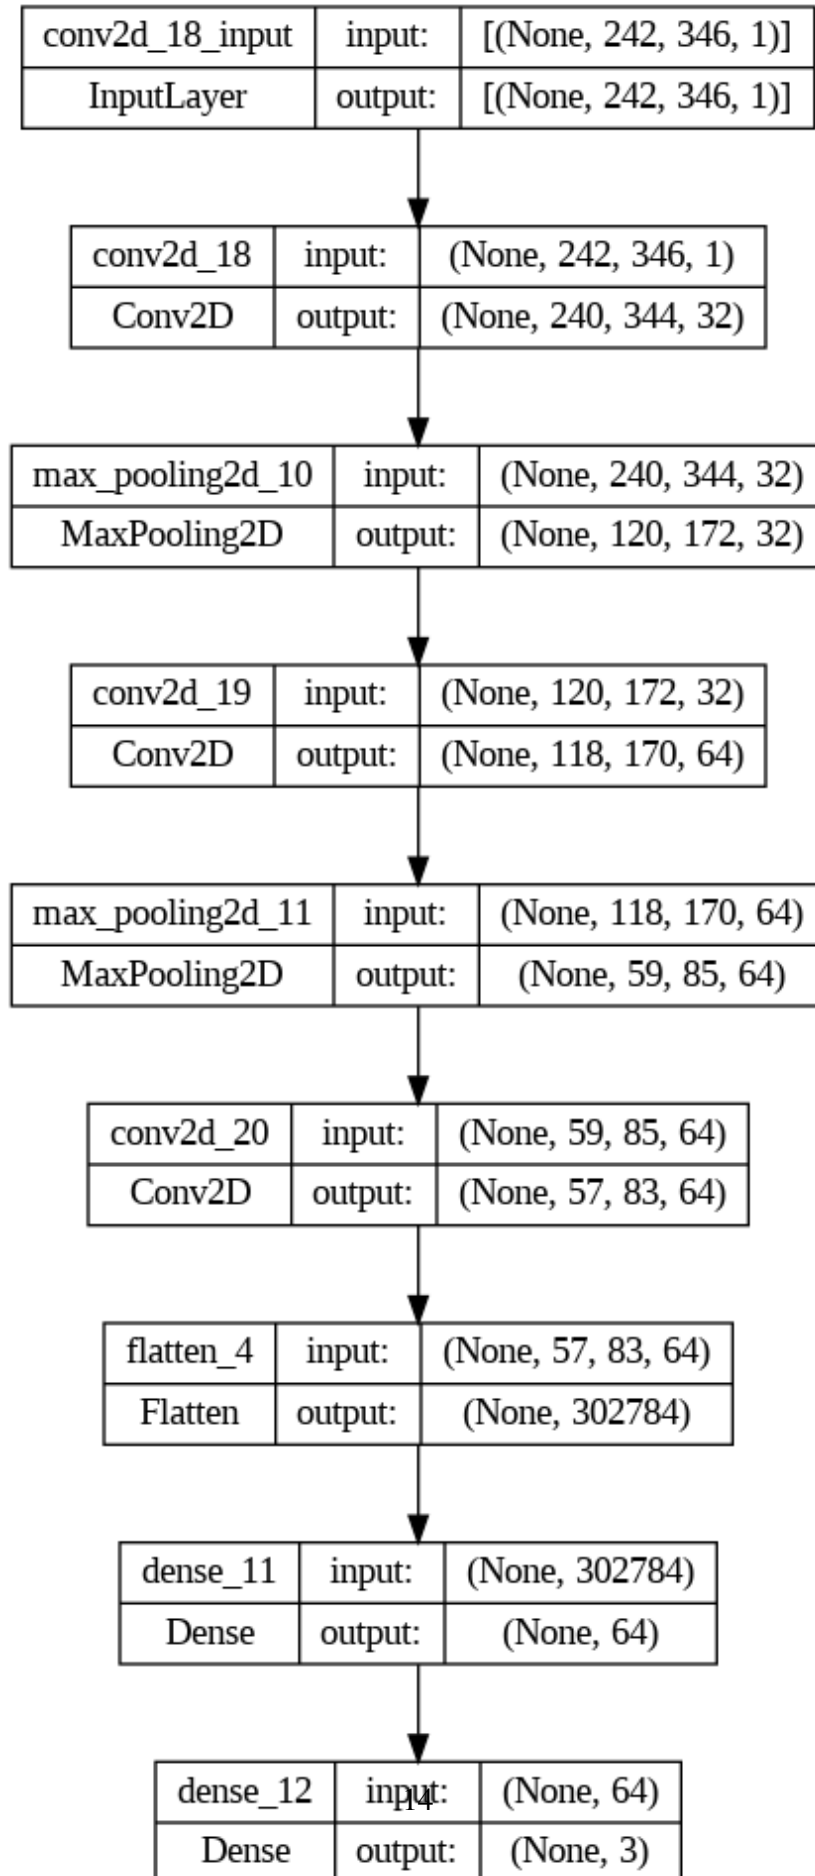 conv2d_18_input input: [(None, 242, 346, 1)]
InputLayer output: [(None, 242, 346, 1)]
conv2d_18 input: (None, 242, 346, 1)
Conv2D output: (None, 240, 344, 32)
max_pooling2d_10 input: (None, 240, 344, 32)
MaxPooling2D output: (None, 120, 172, 32)
conv2d_19 input: (None, 120, 172, 32)
Conv2D output: (None, 118, 170, 64)
max_pooling2d_11 input: (None, 118, 170, 64)
MaxPooling2D output: (None, 59, 85, 64)
conv2d_20 input: (None, 59, 85, 64)
Conv2D output: (None, 57, 83, 64)
flatten_4 input: (None, 57, 83, 64)
Flatten output: (None, 302784)
dense_11 input: (None, 302784)
Dense output: (None, 64)
dense_12 input: (None, 64)
14
Dense output: (None, 3)